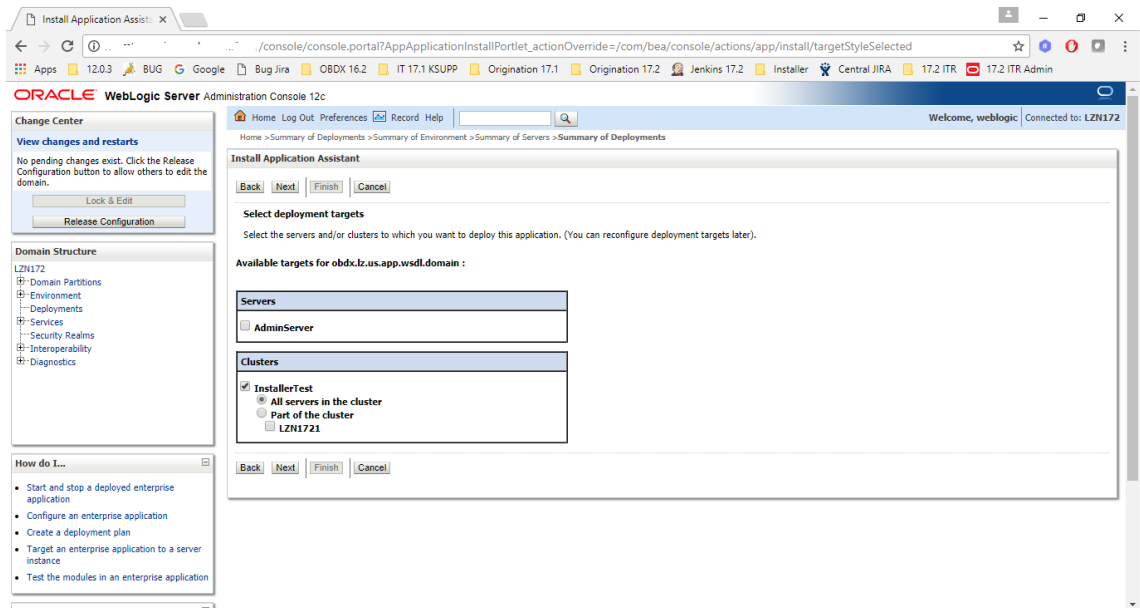 Install Application Assista
/console/console.portal?AppApplicationInstallPortlet_actionOverride=/com/bea/console/actions/app/install/targetStyleSelected
Apps 12.0.3 BUG Google Bug Jira OBDX 16.2 IT 17.1 KSUPP Origination 17.1 Origination 17.2 Jenkins 17.2 Installer Central JIRA 17.2 ITR 17.2 ITR Admin
ORACLE WebLogic Server Administration Console 12c
Change Center
View changes and restarts
No pending changes exist. Click the Release
Configuration button to allow others to edit the
domain.
Lock & Edit
Release Configuration
Domain Structure
LZN172
Domain Partitions
Environment
Deployments
Services
Security Realms
Interoperability
Diagnostics
How do I...
Start and stop a deployed enterprise
application
Configure an enterprise application
Create a deployment plan
Target an enterprise application to a server
instance
Test the modules in an enterprise application
Home Log Out Preferences Record Help
Welcome, weblogic Connected to: LZN172
Home >Summary of Deployments >Summary of Environment >Summary of Servers >Summary of Deployments
Install Application Assistant
Back Next Finish Cancel
Select deployment targets
Select the servers and/or clusters to which you want to deploy this application. (You can reconfigure deployment targets later).
Available targets for obdx.lz.us.app.wsdl.domain :
Servers
AdminServer
Clusters
InstallerTest
All servers in the cluster
Part of the cluster
LZN1721
Back Next Finish Cancel